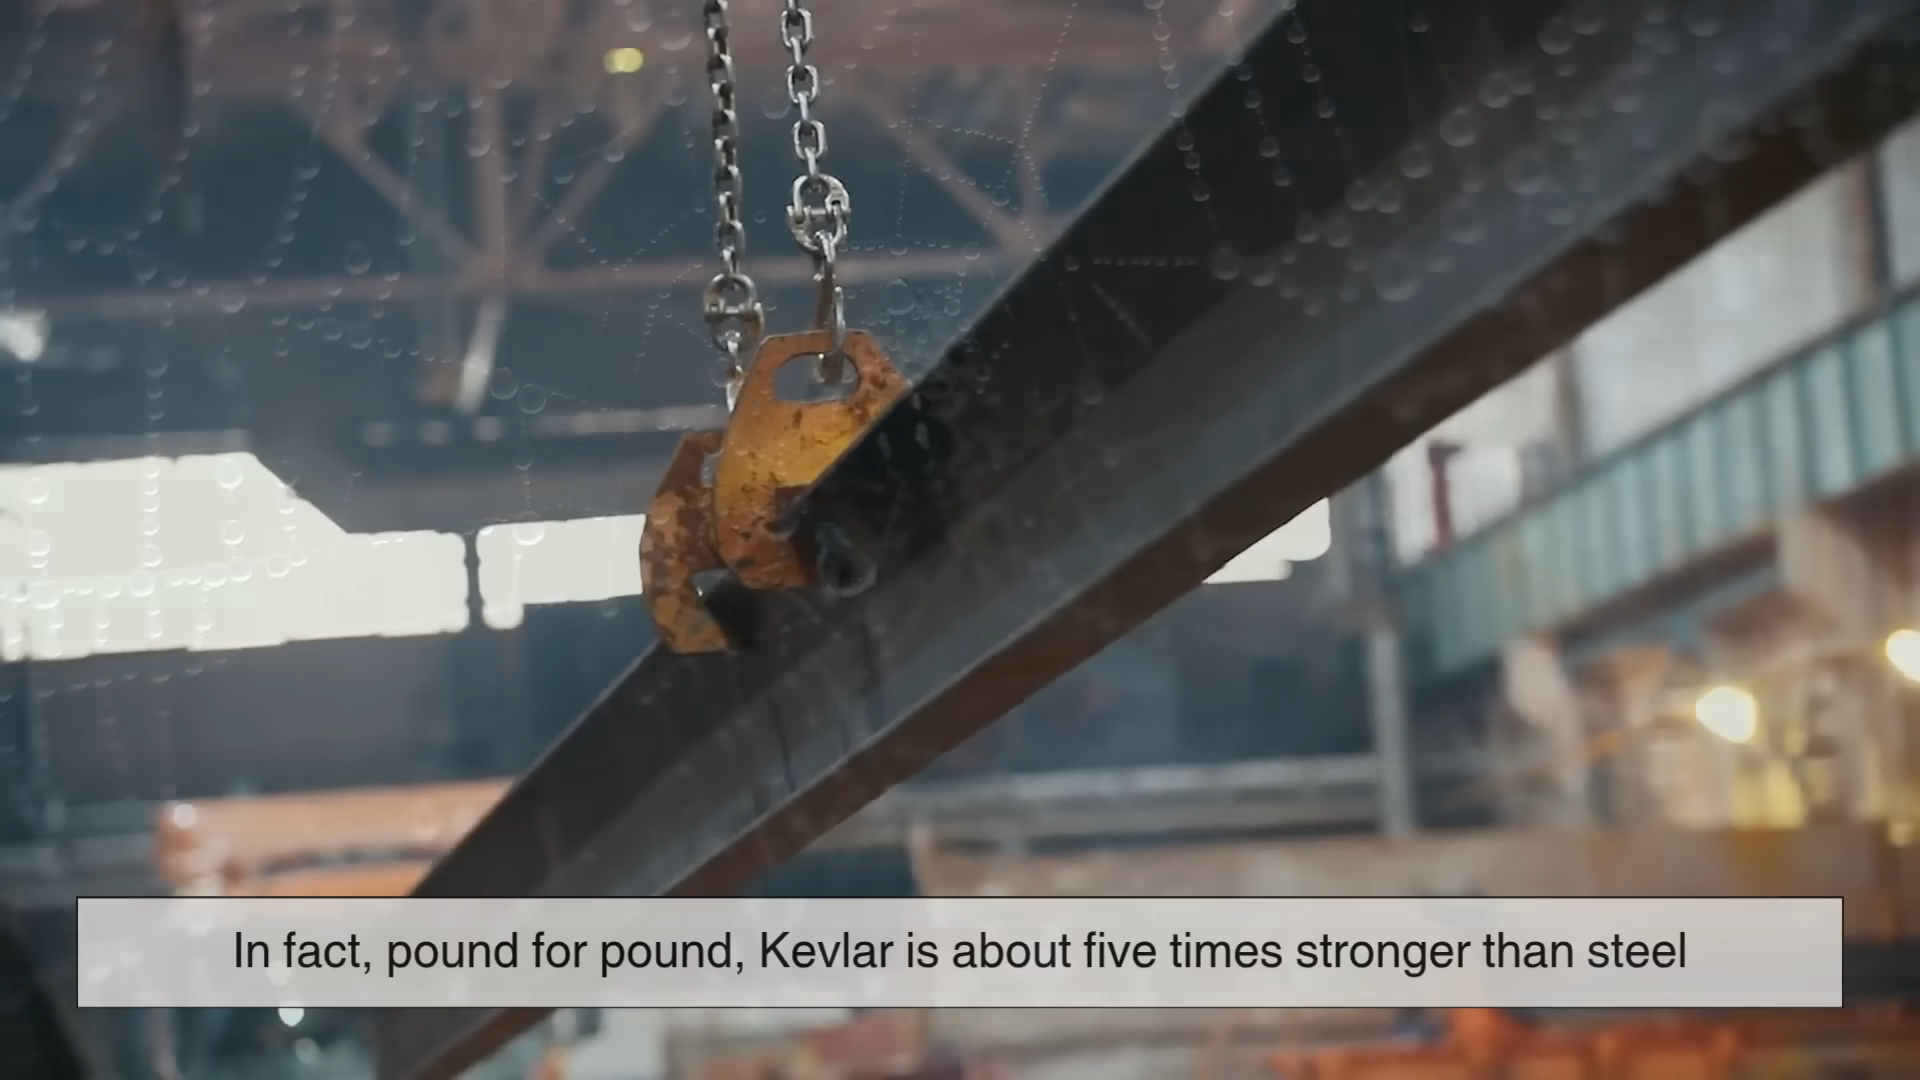 In fact, pound for pound, Kevlar is about five times stronger than steel